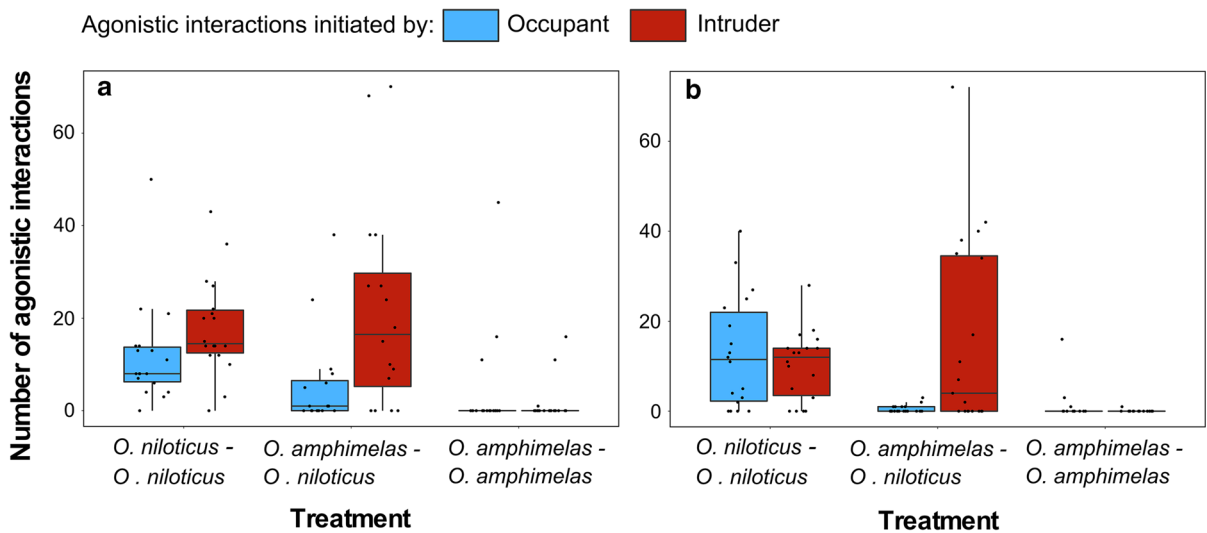 Agonistic interactions initiated by: Occupant Intruder
Number of agonistic interactions
a
60
40
20
0
O. niloticus - O. amphimelas - O. amphimelas -
O . niloticus O . niloticus O. amphimelas
Treatment
b
60
40
20
0
O. niloticus - O. amphimelas - O. amphimelas -
O . niloticus O . niloticus O. amphimelas
Treatment